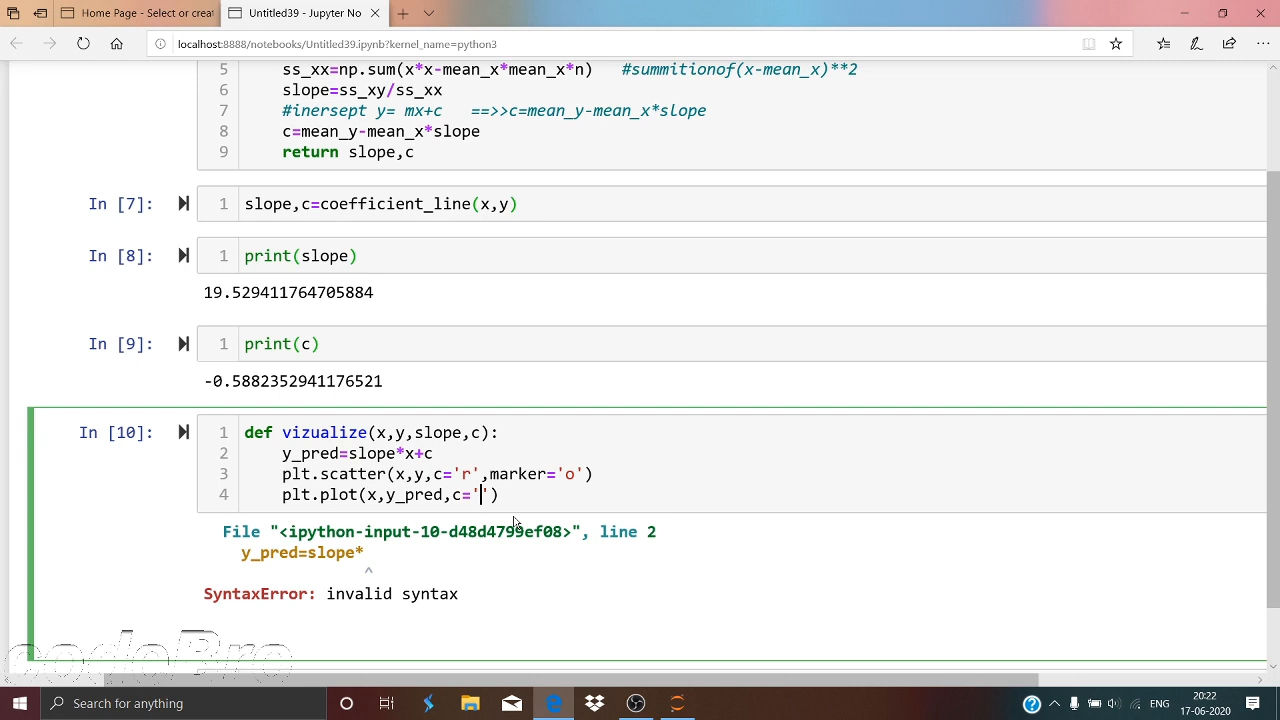 Home Page - Select or creat
Untitled39 - Jupyter No
localhost:8888/notebooks/Untitled39.ipynb?kernel_name=python3
5 ss_xx=np.sum(x*x-mean_x*mean_x*n) #summitionof(x-mean_x)**2
6 slope=ss_xy/ss_xx
7 #inersept y= mx+c ==>>c=mean_y-mean_x*slope
8 c=mean_y-mean_x*slope
9 return slope,c
In [7]: 1 slope,c=coefficient_line(x,y)
In [8]: 1 print(slope)
19.529411764705884
In [9]: 1 print(c)
-0.5882352941176521
In [10]: 1 def vizualize(x,y,slope,c):
2 y_pred=slope*x+c
3 plt.scatter(x,y,c='r',marker='o')
4 plt.plot(x,y_pred,c='')
File "<ipython-input-10-d48d4799ef08>", line 2
y_pred=slope*
^
SyntaxError: invalid syntax
codeBro
Search for anything
ENG
20:22
17-06-2020